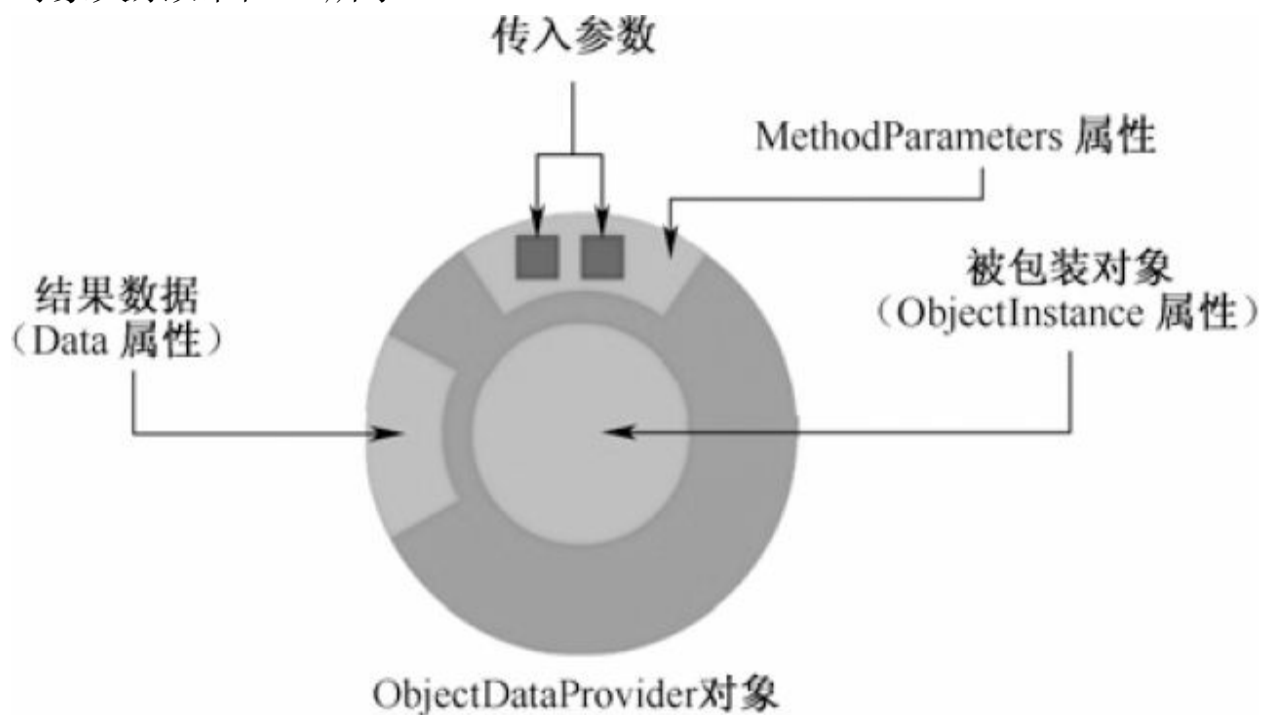 传入参数
MethodParameters 属性
被包装对象
（ObjectInstance 属性）
结果数据
（Data 属性）
ObjectDataProvider对象